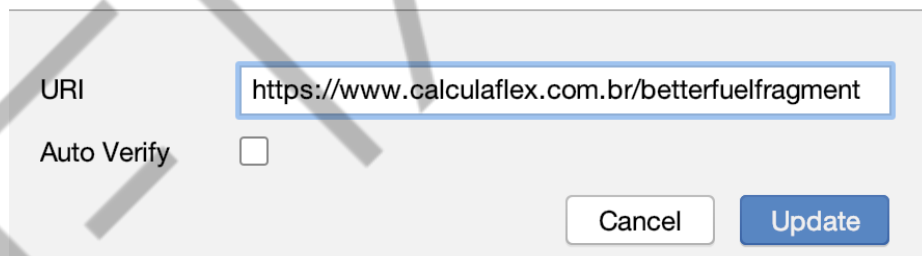 URI https://www.calculaflex.com.br/betterfuelfragment
Auto Verify
Cancel Update